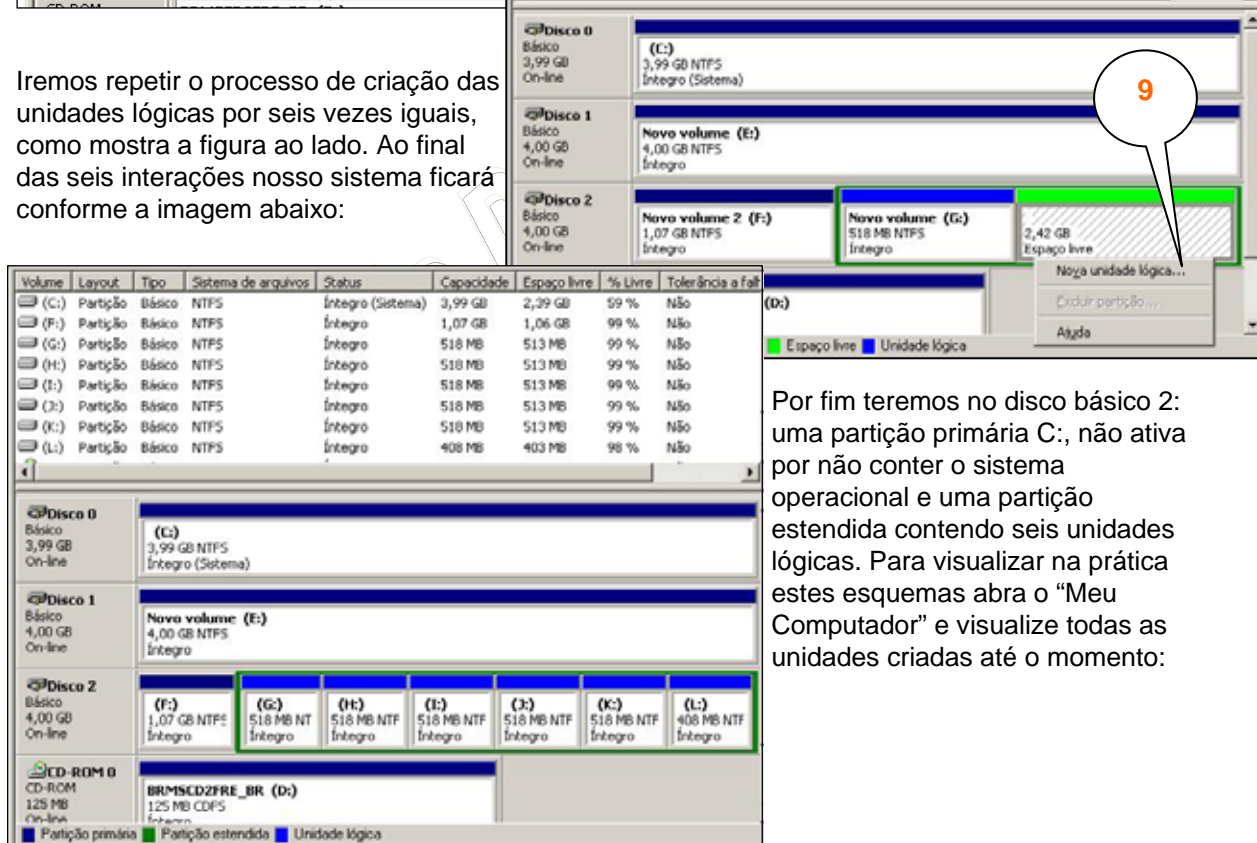 Iremos repetir o processo de criação das
unidades lógicas por seis vezes iguais,
como mostra a figura ao lado. Ao final
das seis interações nosso sistema ficará
conforme a imagem abaixo:
Disco 0
Básico
3,99 GB
On-line
(C:)
3,99 GB NTFS
Íntegro (Sistema)
9
Disco 1
Básico
4,00 GB
On-line
Novo volume (E:)
4,00 GB NTFS
Íntegro
Disco 2
Básico
4,00 GB
On-line
Novo volume 2 (F:)
1,07 GB NTFS
Íntegro
Novo volume (G:)
518 MB NTFS
Íntegro
2,42 GB
Espaço livre
Nova unidade lógica...
Excluir partição...
Ajuda
(D:)
Espaço livre Unidade lógica
Volume Layout Tipo Sistema de arquivos Status Capacidade Espaço livre % Livre Tolerância a falh
(C:) Partição Básico NTFS Íntegro (Sistema) 3,99 GB 2,39 GB 59 % Não
(F:) Partição Básico NTFS Íntegro 1,07 GB 1,06 GB 99 % Não
(G:) Partição Básico NTFS Íntegro 518 MB 513 MB 99 % Não
(H:) Partição Básico NTFS Íntegro 518 MB 513 MB 99 % Não
(I:) Partição Básico NTFS Íntegro 518 MB 513 MB 99 % Não
(J:) Partição Básico NTFS Íntegro 518 MB 513 MB 99 % Não
(K:) Partição Básico NTFS Íntegro 518 MB 513 MB 99 % Não
(L:) Partição Básico NTFS Íntegro 408 MB 403 MB 98 % Não
Disco 0
Básico
3,99 GB
On-line
(C:)
3,99 GB NTFS
Íntegro (Sistema)
Disco 1
Básico
4,00 GB
On-line
Novo volume (E:)
4,00 GB NTFS
Íntegro
Disco 2
Básico
4,00 GB
On-line
(F:)
1,07 GB NTFS
Íntegro
(G:)
518 MB NT
Íntegro
(H:)
518 MB NTF
Íntegro
(I:)
518 MB NTF
Íntegro
(J:)
518 MB NTF
Íntegro
(K:)
518 MB NTF
Íntegro
(L:)
408 MB NTF
Íntegro
CD-ROM 0
CD-ROM
125 MB
On-line
BRMSCD2FRE_BR (D:)
125 MB CDFS
Íntegro
Partição primária Partição estendida Unidade lógica
Por fim teremos no disco básico 2:
uma partição primária C:, não ativa
por não conter o sistema
operacional e uma partição
estendida contendo seis unidades
lógicas. Para visualizar na prática
estes esquemas abra o “Meu
Computador” e visualize todas as
unidades criadas até o momento: